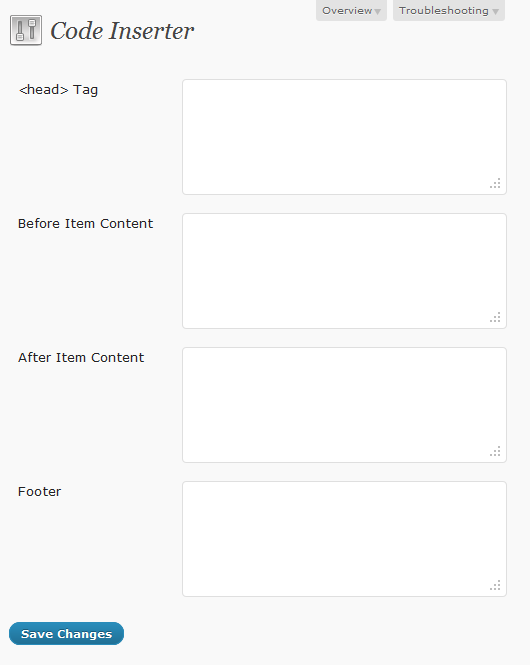 Overview
Troubleshooting
Code Inserter
<head> Tag
Before Item Content
After Item Content
Footer
Save Changes